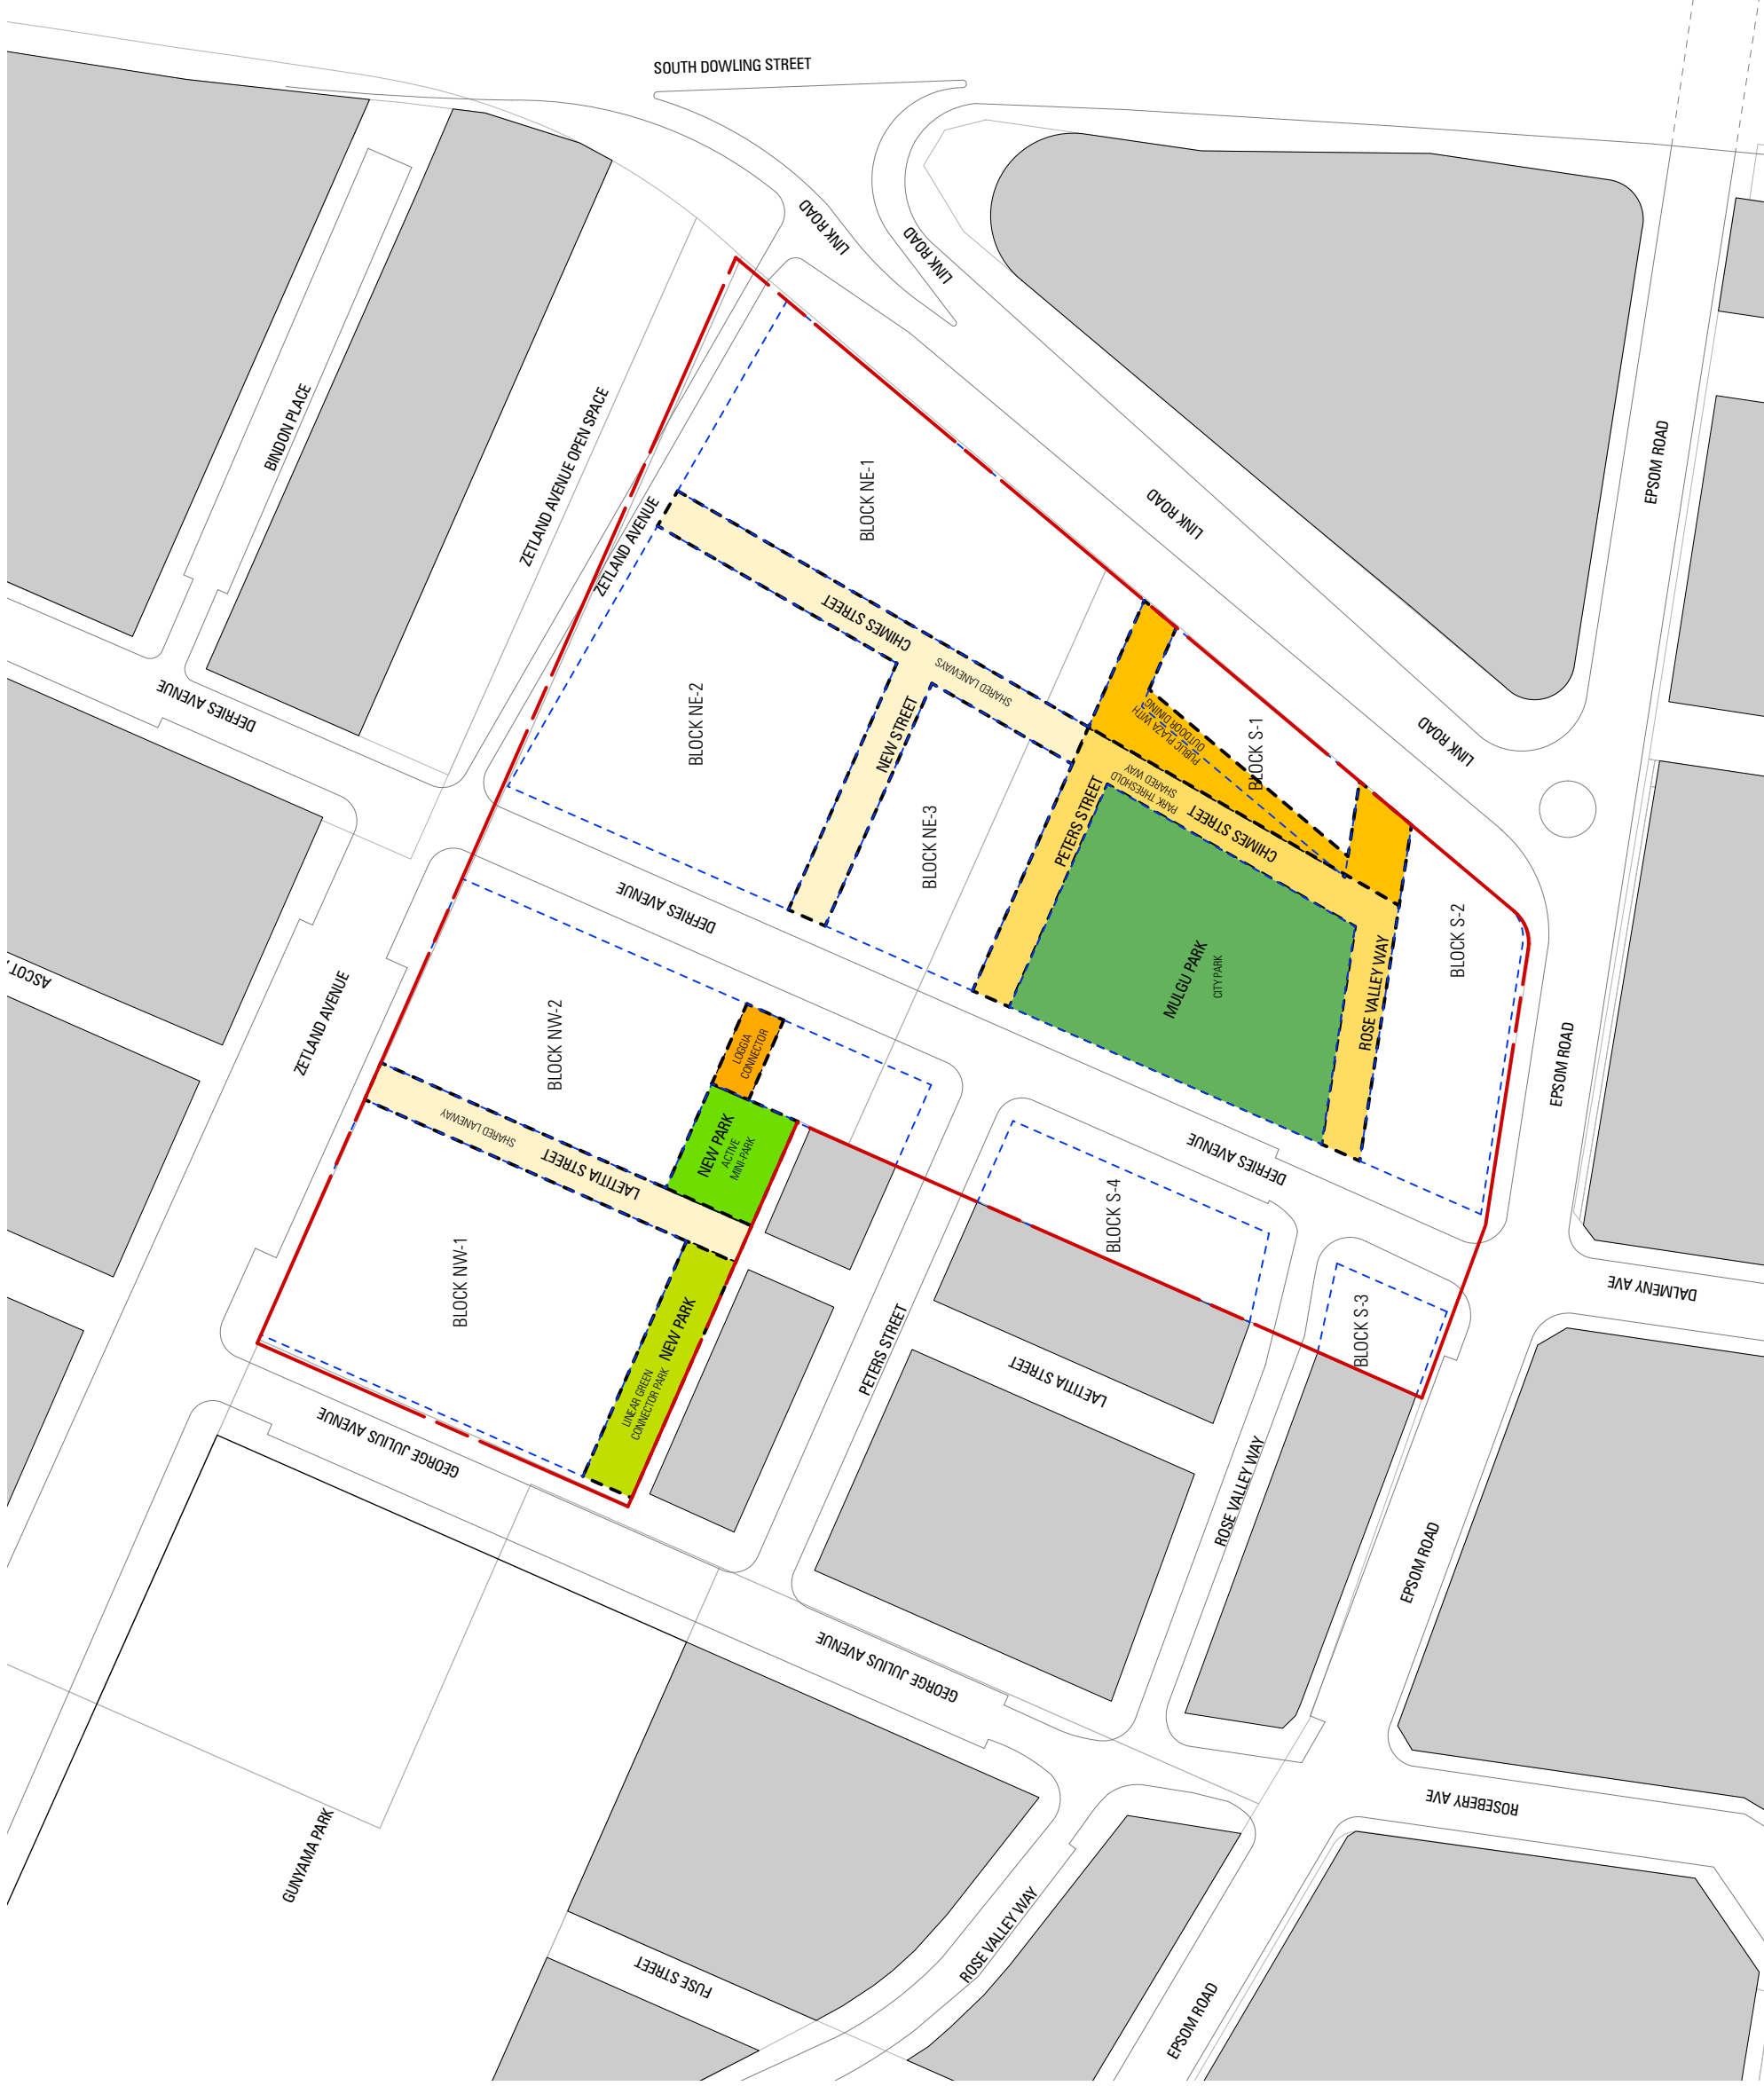 SOUTH DOWLING STREET
LINK ROAD
LINK ROAD
BINDON PLACE
ZETLAND AVENUE OPEN SPACE
ZETLAND AVENUE
BLOCK NE-1
LINK ROAD
EPSOM ROAD
CHIMES STREET
SHARED LANEWAYS
DEFRIES AVENUE
BLOCK NE-2
NEW STREET
PUBLIC PLAZA WITH
OUTDOOR DINING
BLOCK S-1
LINK ROAD
PARK THRESHOLD
SHARED WAY
CHIMES STREET
PETERS STREET
BLOCK NE-3
DEFRIES AVENUE
MULGU PARK
CITY PARK
ROSE VALLEY WAY
BLOCK S-2
ASCOT
ZETLAND AVENUE
BLOCK NW-2
LOGGIA
CONNECTOR
EPSOM ROAD
SHARED LANEWAY
LAETITIA STREET
NEW PARK
ACTIVE
MINI-PARK
DEFRIES AVENUE
BLOCK S-4
BLOCK NW-1
NEW PARK
LINEAR GREEN
CONNECTOR PARK
BLOCK S-3
DALMENY AVE
PETERS STREET
LAETITIA STREET
GEORGE JULIUS AVENUE
ROSE VALLEY WAY
EPSOM ROAD
GEORGE JULIUS AVENUE
ROSEBERY AVE
GUNYAMA PARK
ROSE VALLEY WAY
FUSE STREET
EPSOM ROAD